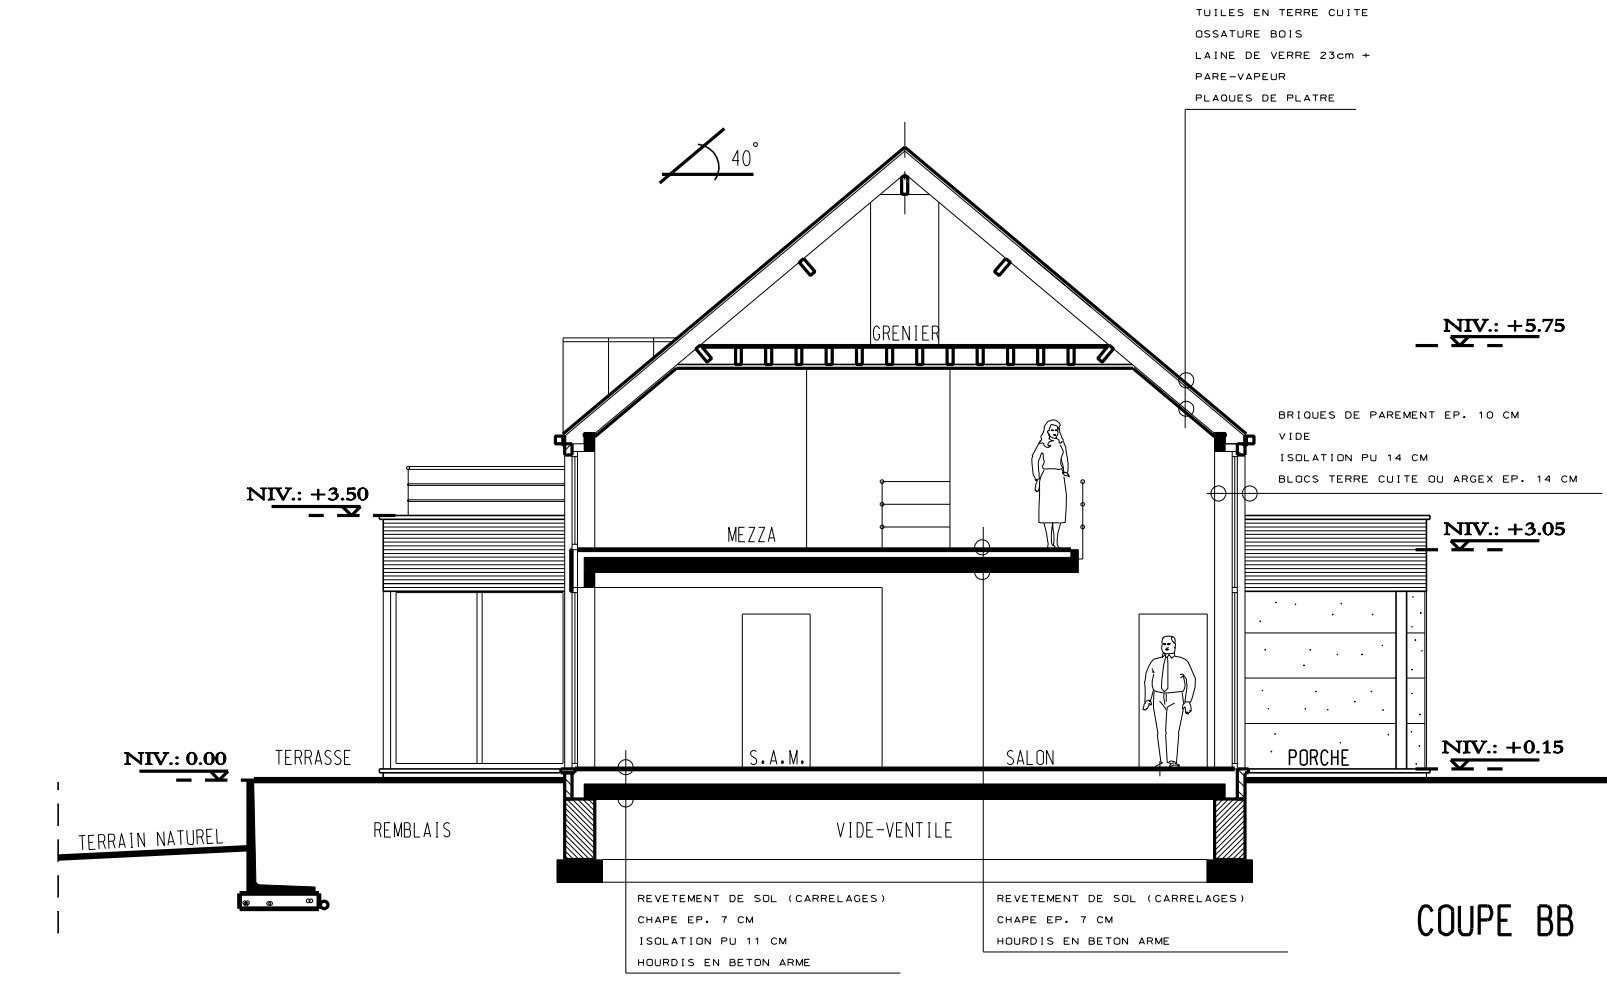 TUILES EN TERRE CUITE
OSSATURE BOIS
LAINE DE VERRE 23cm +
PARE-VAPEUR
PLAQUES DE PLATRE
40°
GRENIER
NIV.: +5.75
BRIQUES DE PAREMENT EP. 10 CM
VIDE
ISOLATION PU 14 CM
BLOCS TERRE CUITE OU ARGEX EP. 14 CM
NIV.: +3.50
MEZZA
NIV.: +3.05
NIV.: 0.00
TERRASSE
S.A.M.
SALON
PORCHE
NIV.: +0.15
TERRAIN NATUREL
REMBLAIS
VIDE-VENTILE
REVETEMENT DE SOL (CARRELAGES)
CHAPE EP. 7 CM
ISOLATION PU 11 CM
HOURDIS EN BETON ARME
REVETEMENT DE SOL (CARRELAGES)
CHAPE EP. 7 CM
HOURDIS EN BETON ARME
COUPE BB